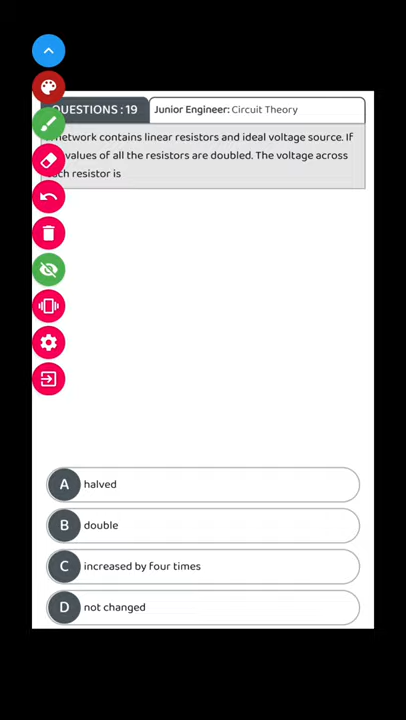 QUESTIONS : 19
Junior Engineer: Circuit Theory
network contains linear resistors and ideal voltage source. If
values of all the resistors are doubled. The voltage across
resistor is
A halved
B double
C increased by four times
D not changed